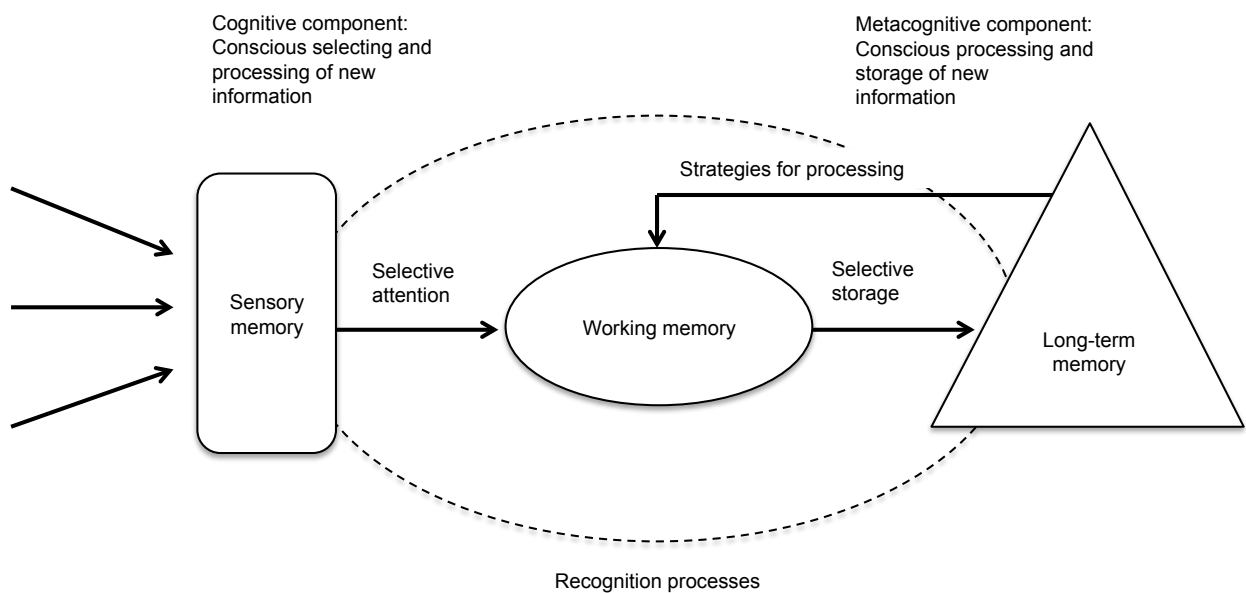 Cognitive component:
Conscious selecting and
processing of new
information
Metacognitive component:
Conscious processing and
storage of new
information
Strategies for processing
Sensory
memory
Selective
attention
Working memory
Selective
storage
Long-term
memory
Recognition processes